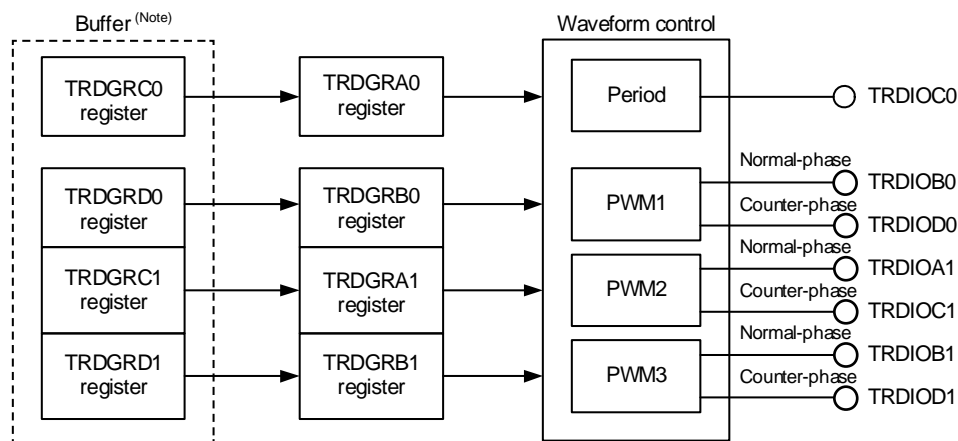 Buffer (Note)
Waveform control
TRDGRC0
register
TRDGRA0
register
Period
TRDIOC0
TRDGRD0
register
TRDGRB0
register
PWM1
Normal-phase
TRDIOB0
Counter-phase
TRDIOD0
TRDGRC1
register
TRDGRA1
register
PWM2
Normal-phase
TRDIOA1
Counter-phase
TRDIOC1
TRDGRD1
register
TRDGRB1
register
PWM3
Normal-phase
TRDIOB1
Counter-phase
TRDIOD1